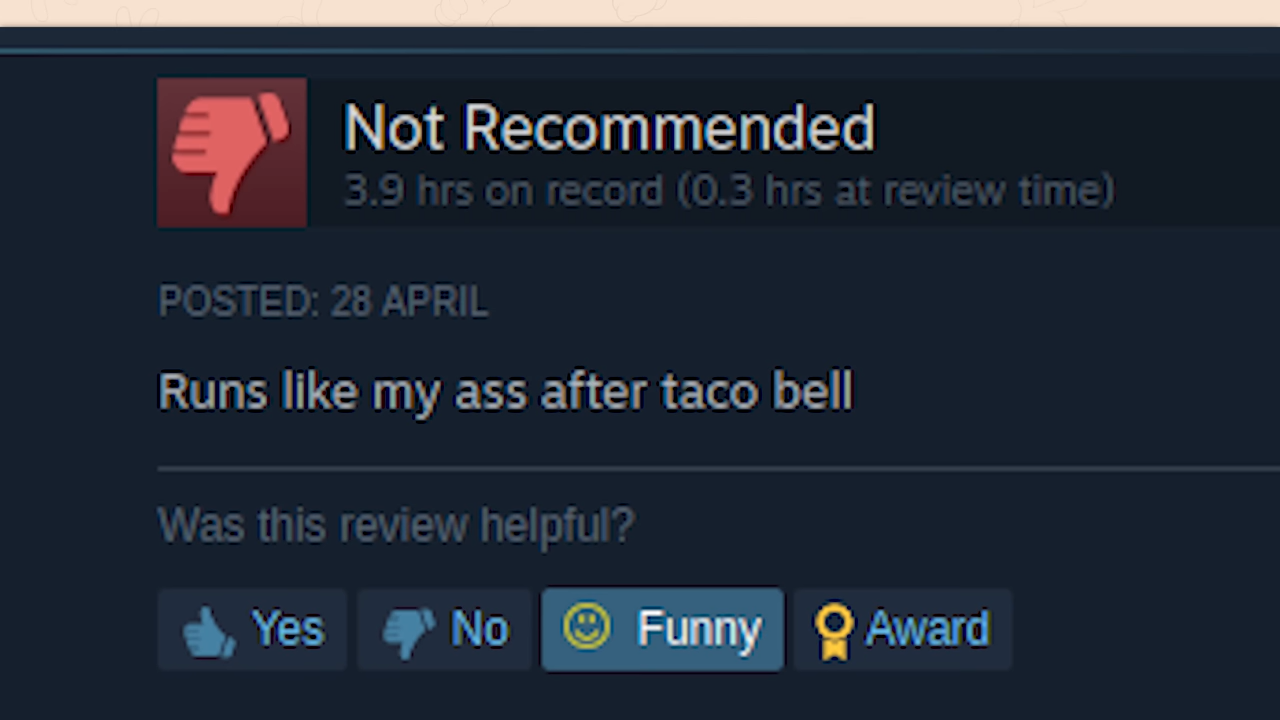 Not Recommended
3.9 hrs on record (0.3 hrs at review time)
POSTED: 28 APRIL
Runs like my ass after taco bell
Was this review helpful?
Yes No Funny Award